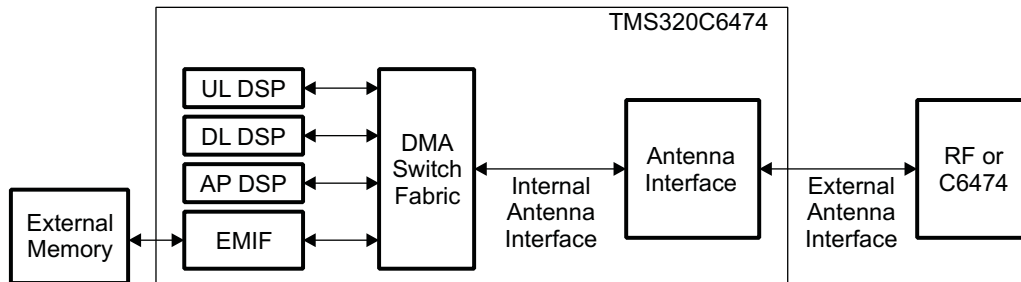 TMS320C6474
UL DSP
DL DSP
AP DSP
EMIF
External
Memory
DMA
Switch
Fabric
Internal
Antenna
Interface
Antenna
Interface
External
Antenna
Interface
RF or
C6474